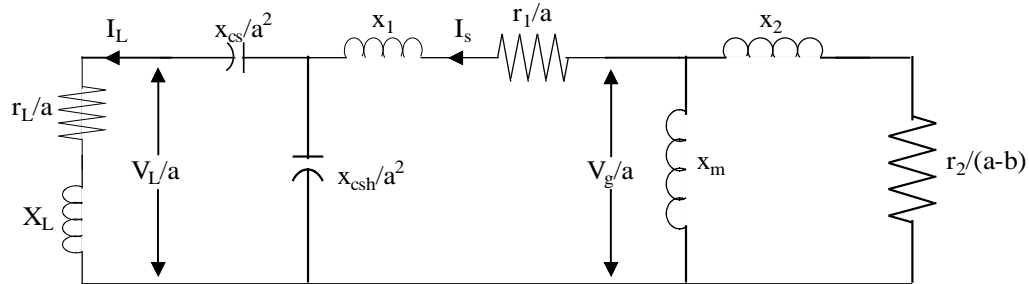 I_L
x_cs/a^2
x_1
I_s
r_1/a
x_2
r_L/a
V_L/a
x_csh/a^2
V_g/a
x_m
r_2/(a-b)
X_L